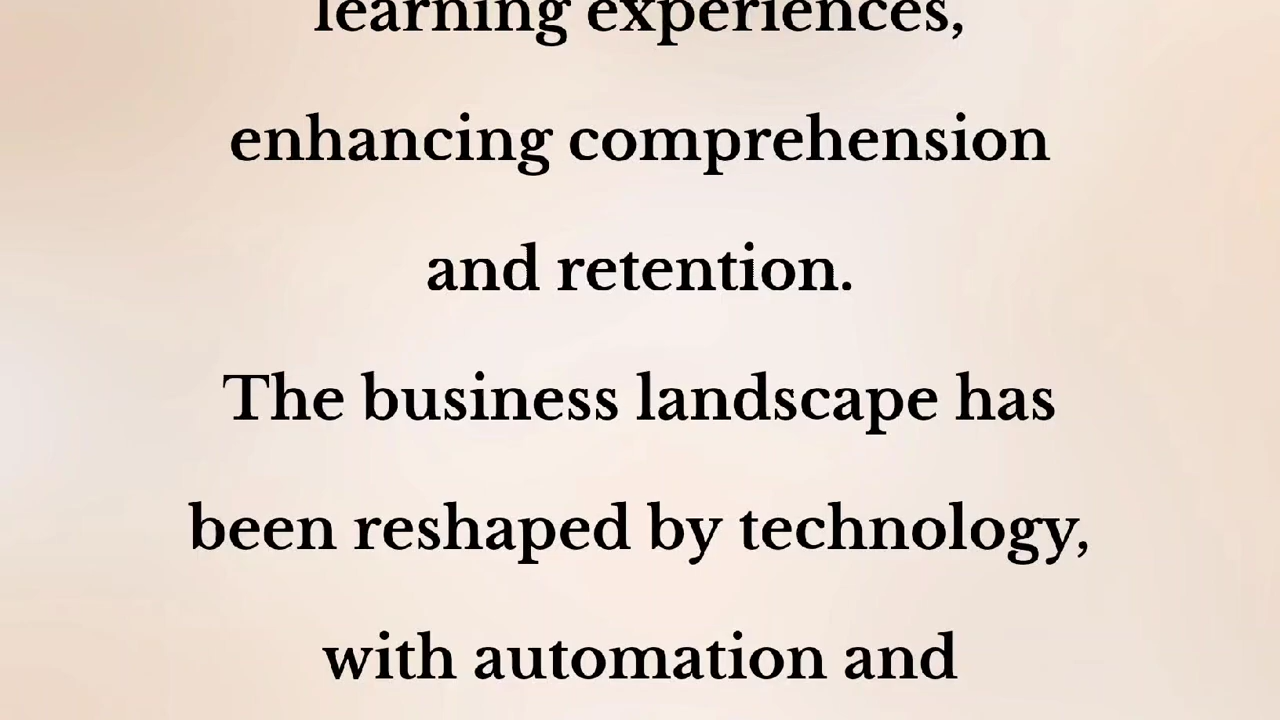 learning experiences,
enhancing comprehension
and retention.
The business landscape has
been reshaped by technology,
with automation and